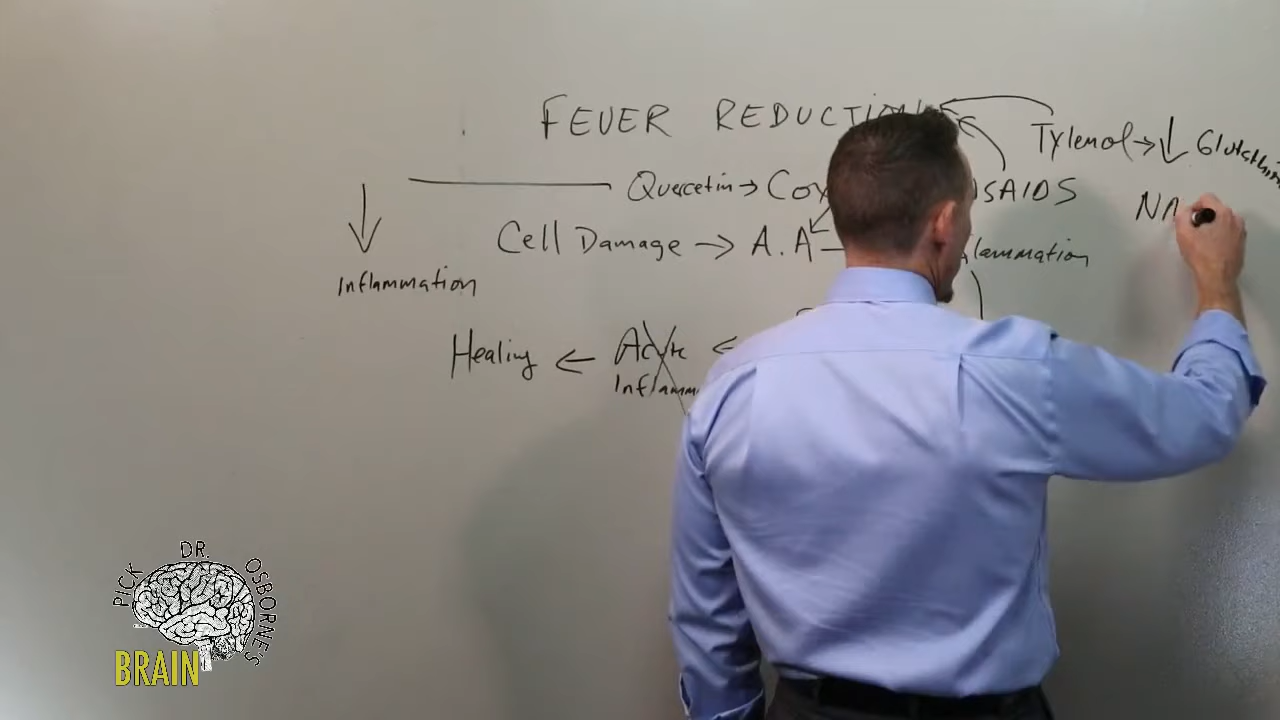 FEVER REDUCTION
Tylenol → ↓ Glutathi
Quercetin → Cox
SAIDS
NA
Cell Damage → A.A
lammation
↓
Inflammation
Healing ← Acute ←
Inflamm
PICK DR. OSBORNE'S
BRAIN